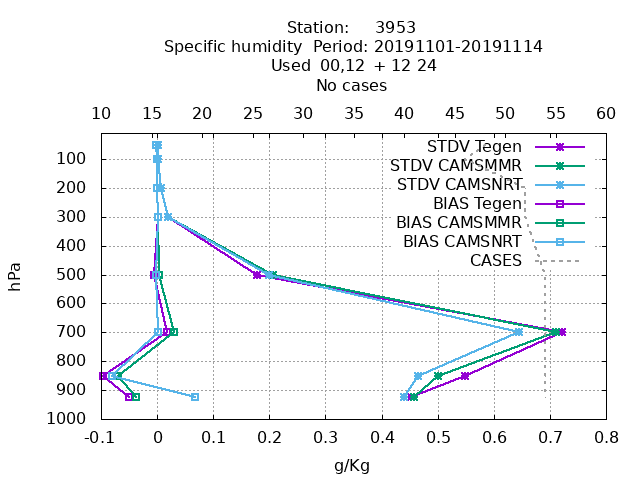 Station: 3953
Specific humidity Period: 20191101-20191114
Used 00,12 + 12 24
No cases
10 15 20 25 30 35 40 45 50 55 60
STDV Tegen
STDV CAMSMMR
STDV CAMSNRT
BIAS Tegen
BIAS CAMSMMR
BIAS CAMSNRT
CASES
100
200
300
400
500
600
700
800
900
1000
hPa
-0.1 0 0.1 0.2 0.3 0.4 0.5 0.6 0.7 0.8
g/Kg